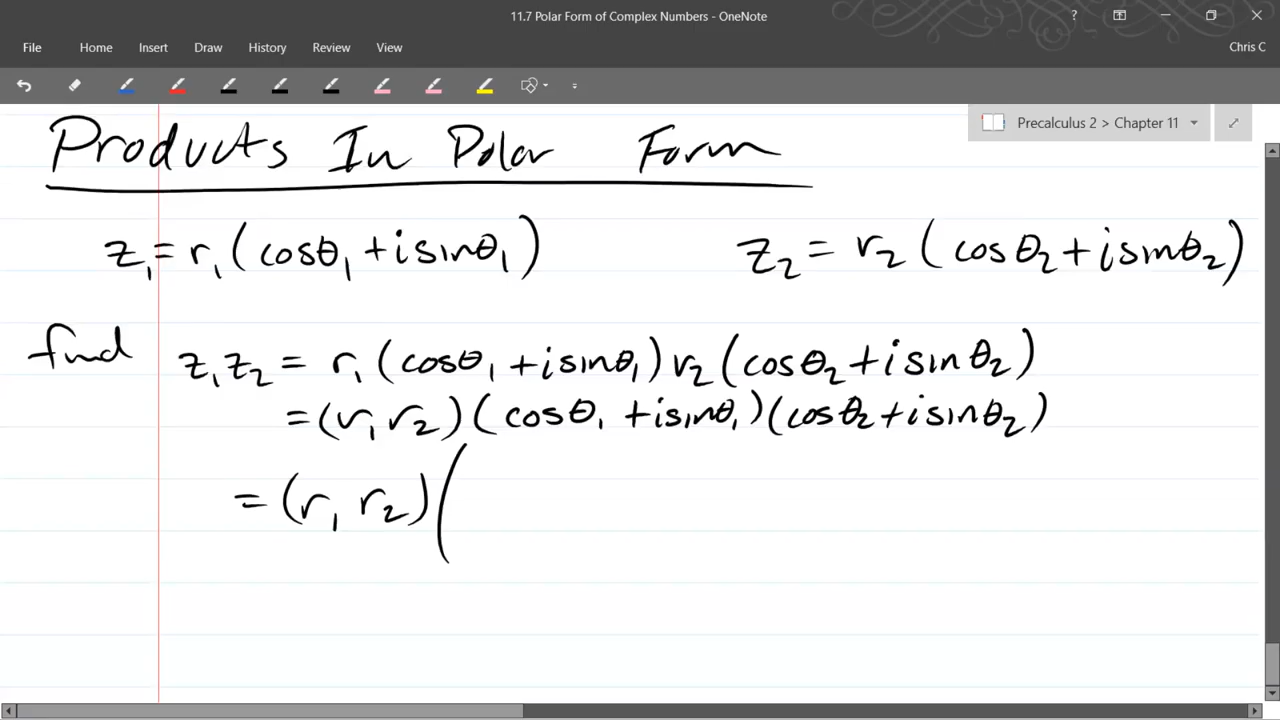 11.7 Polar Form of Complex Numbers - OneNote
?
File Home Insert Draw History Review View Chris C
Precalculus 2 > Chapter 11
Products In Polar Form
z₁ = r₁(cosθ₁ + isinθ₁) z₂ = r₂(cosθ₂ + isinθ₂)
find z₁z₂ = r₁(cosθ₁ + isinθ₁)r₂(cosθ₂ + isinθ₂)
= (r₁r₂)(cosθ₁ + isinθ₁)(cosθ₂ + isinθ₂)
= (r₁ r₂)(